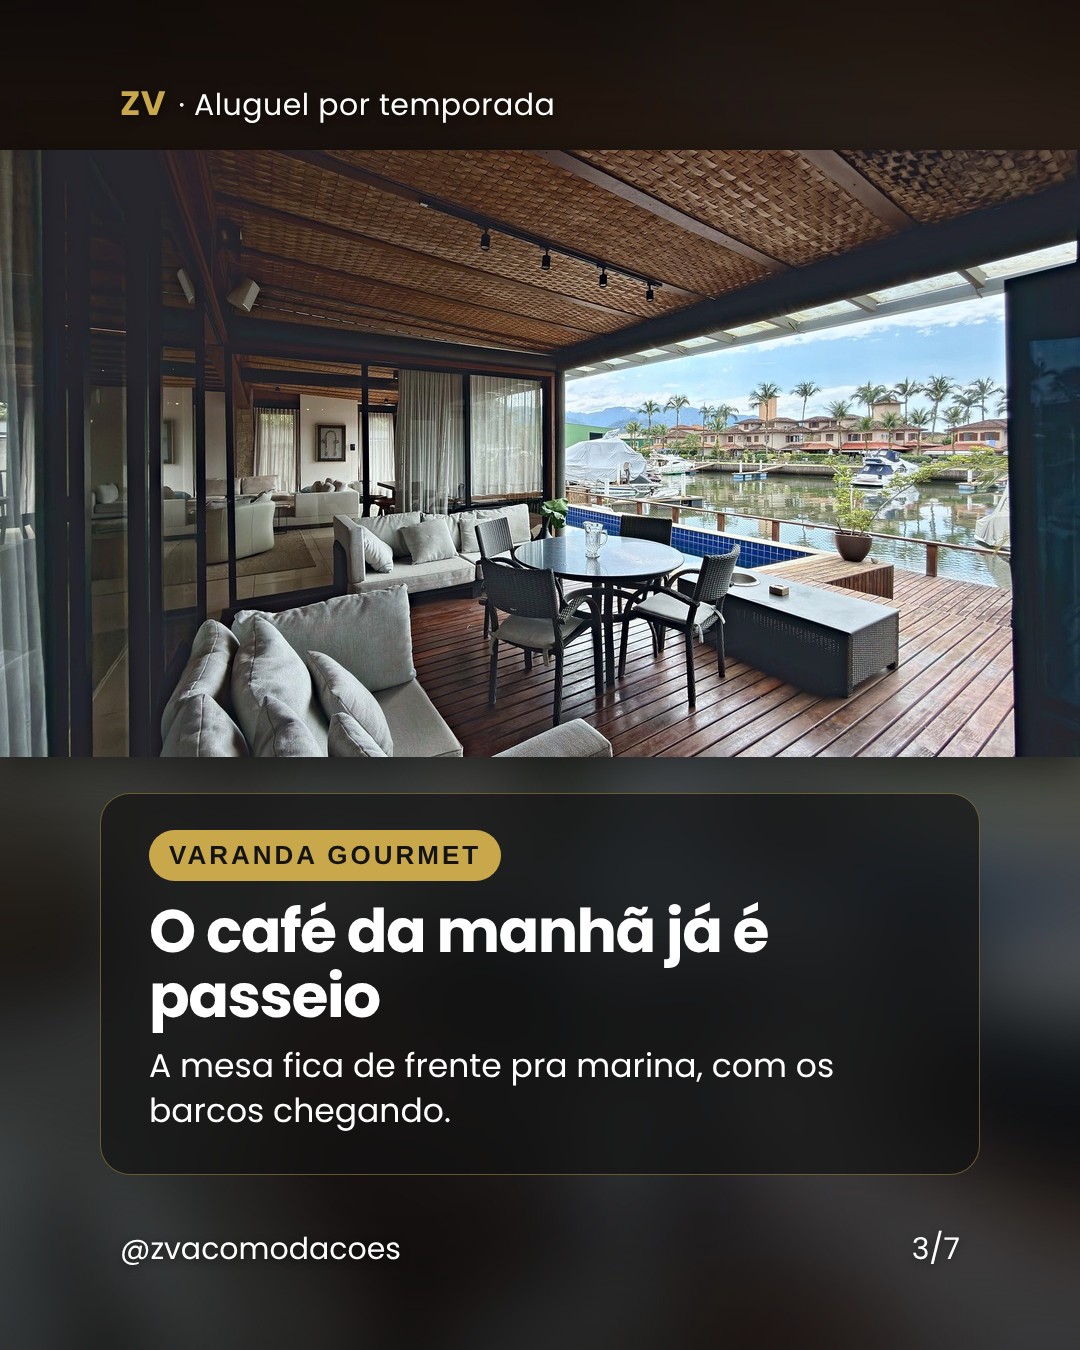 ZV · Aluguel por temporada
VARANDA GOURMET
O café da manhã já é
passeio
A mesa fica de frente pra marina, com os
barcos chegando.
@zvacomodacoes
3/7